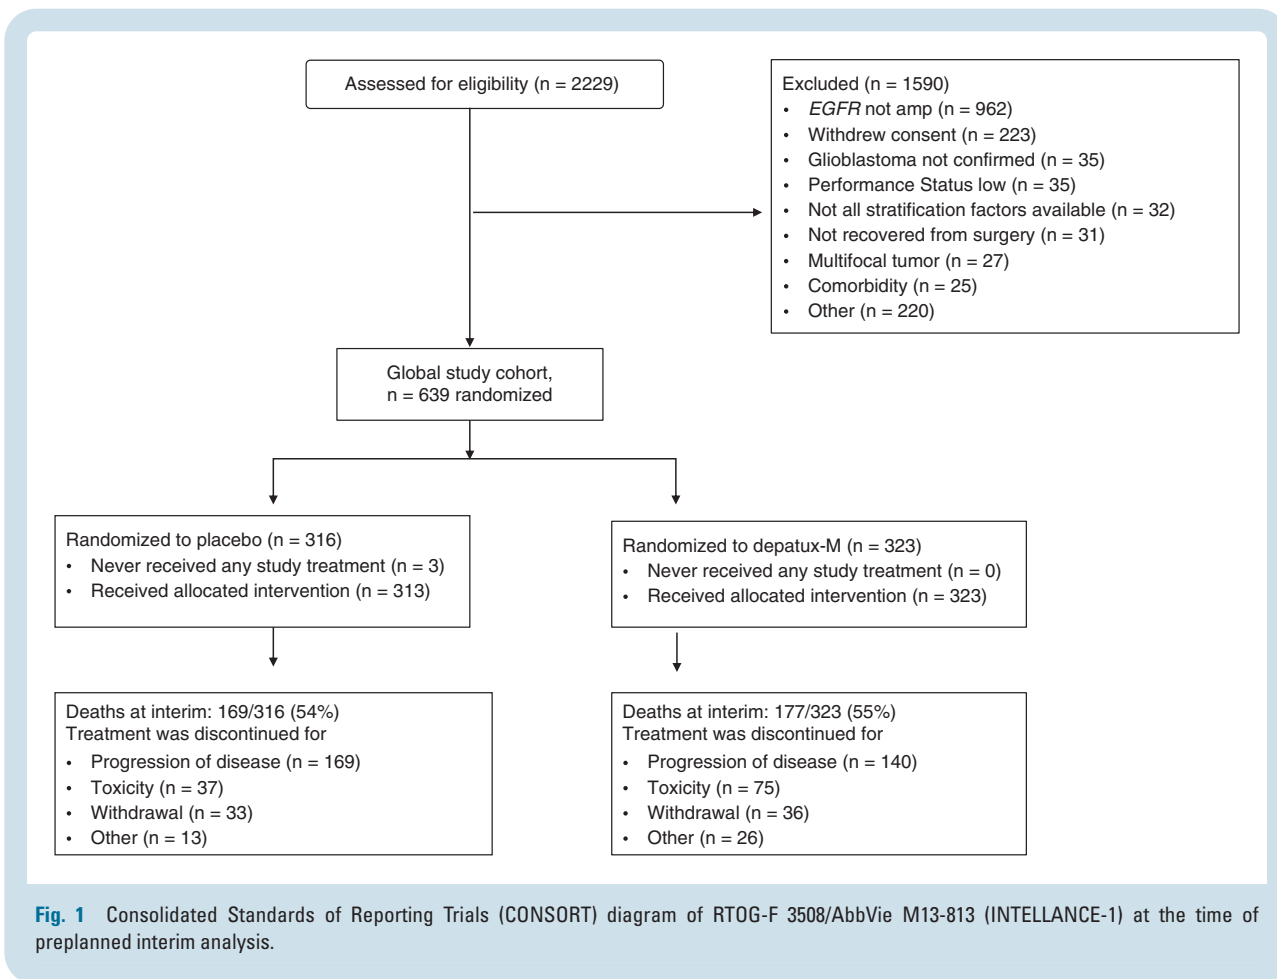 Assessed for eligibility (n = 2229)
Excluded (n = 1590)
• EGFR not amp (n = 962)
• Withdrew consent (n = 223)
• Glioblastoma not confirmed (n = 35)
• Performance Status low (n = 35)
• Not all stratification factors available (n = 32)
• Not recovered from surgery (n = 31)
• Multifocal tumor (n = 27)
• Comorbidity (n = 25)
• Other (n = 220)
Global study cohort,
n = 639 randomized
Randomized to placebo (n = 316)
• Never received any study treatment (n = 3)
• Received allocated intervention (n = 313)
Randomized to depatux-M (n = 323)
• Never received any study treatment (n = 0)
• Received allocated intervention (n = 323)
Deaths at interim: 169/316 (54%)
Treatment was discontinued for
• Progression of disease (n = 169)
• Toxicity (n = 37)
• Withdrawal (n = 33)
• Other (n = 13)
Deaths at interim: 177/323 (55%)
Treatment was discontinued for
• Progression of disease (n = 140)
• Toxicity (n = 75)
• Withdrawal (n = 36)
• Other (n = 26)
Fig. 1 Consolidated Standards of Reporting Trials (CONSORT) diagram of RTOG-F 3508/AbbVie M13-813 (INTELLANCE-1) at the time of
preplanned interim analysis.